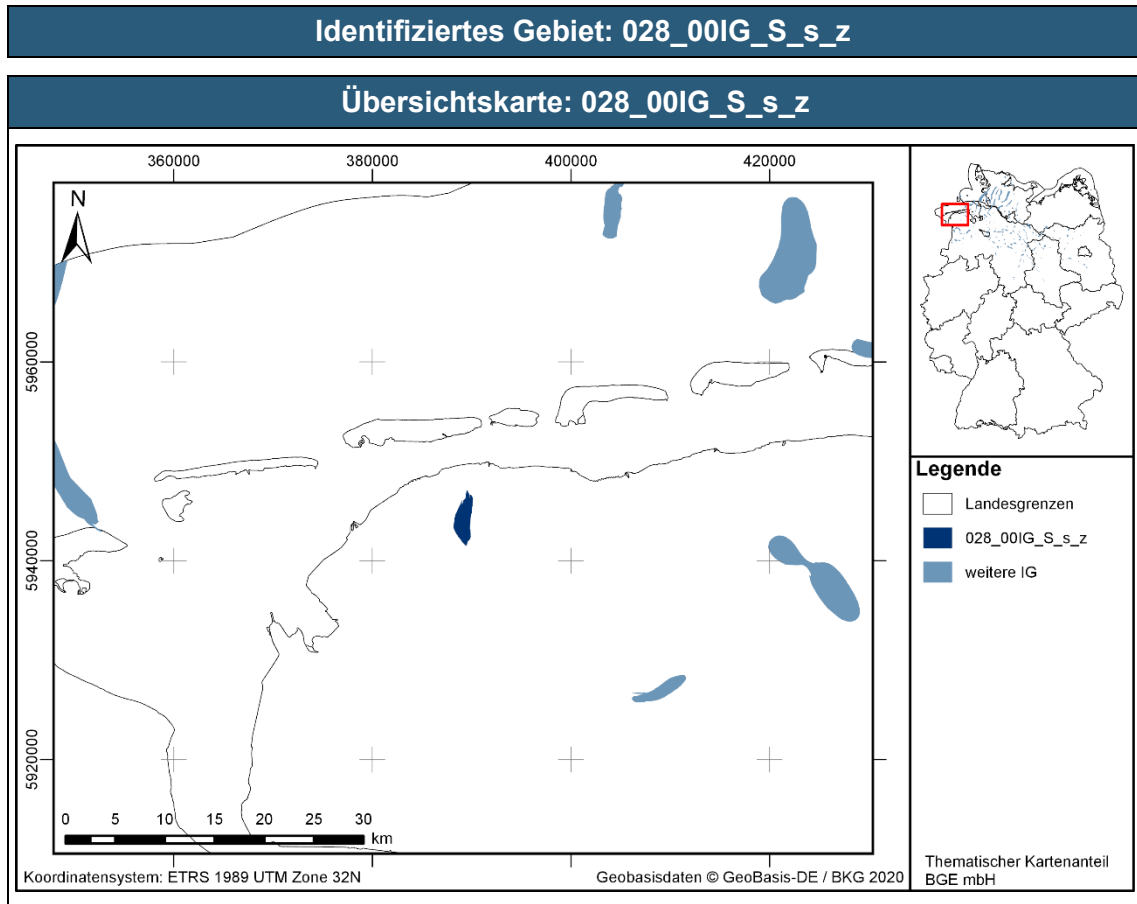 Identifiziertes Gebiet: 028_00IG_S_s_z
Übersichtskarte: 028_00IG_S_s_z
360000 380000 400000 420000
N
5960000
5940000
5920000
0 5 10 15 20 25 30
km
Koordinatensystem: ETRS 1989 UTM Zone 32N
Geobasisdaten © GeoBasis-DE / BKG 2020
Legende
Landesgrenzen
028_00IG_S_s_z
weitere IG
Thematischer Kartenanteil
BGE mbH